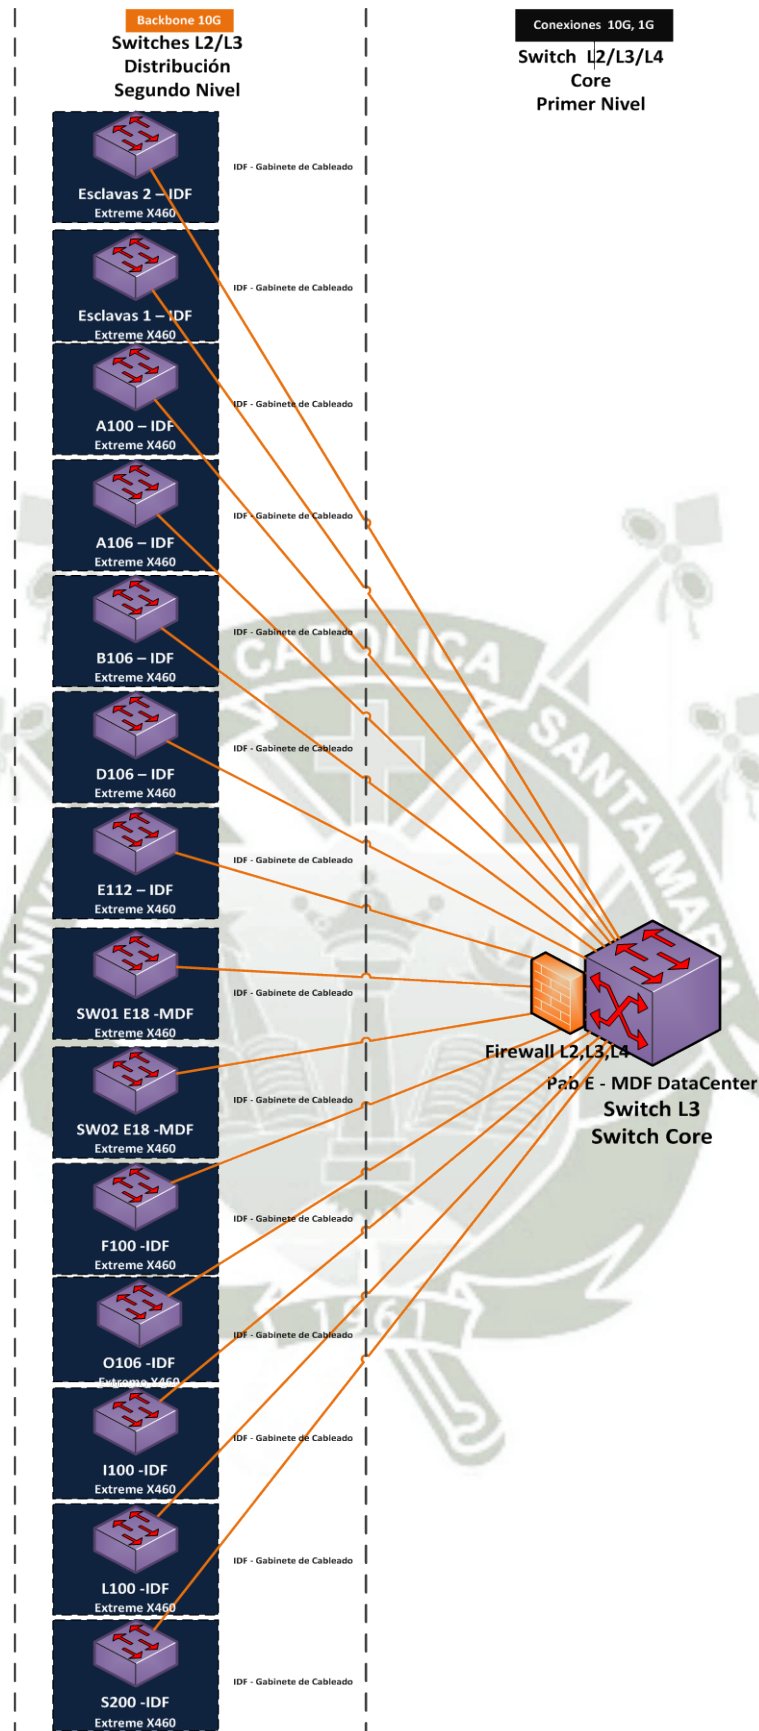 Backbone 10G
Switches L2/L3
Distribución
Segundo Nivel
Conexiones 10G, 1G
Switch L2/L3/L4
Core
Primer Nivel
Esclavas 2 – IDF
Extreme X460
IDF - Gabinete de Cableado
Esclavas 1 – IDF
Extreme X460
IDF - Gabinete de Cableado
A100 – IDF
Extreme X460
IDF - Gabinete de Cableado
A106 – IDF
Extreme X460
IDF - Gabinete de Cableado
B106 – IDF
Extreme X460
IDF - Gabinete de Cableado
D106 – IDF
Extreme X460
IDF - Gabinete de Cableado
E112 – IDF
Extreme X460
IDF - Gabinete de Cableado
SW01 E18 -MDF
Extreme X460
IDF - Gabinete de Cableado
SW02 E18 -MDF
Extreme X460
IDF - Gabinete de Cableado
F100 -IDF
Extreme X460
IDF - Gabinete de Cableado
O106 -IDF
Extreme X460
IDF - Gabinete de Cableado
I100 -IDF
Extreme X460
IDF - Gabinete de Cableado
L100 -IDF
Extreme X460
IDF - Gabinete de Cableado
S200 -IDF
Extreme X460
IDF - Gabinete de Cableado
Firewall L2,L3,L4
Pab E - MDF DataCenter
Switch L3
Switch Core
CATOLICA
SANTA MARIA
1961